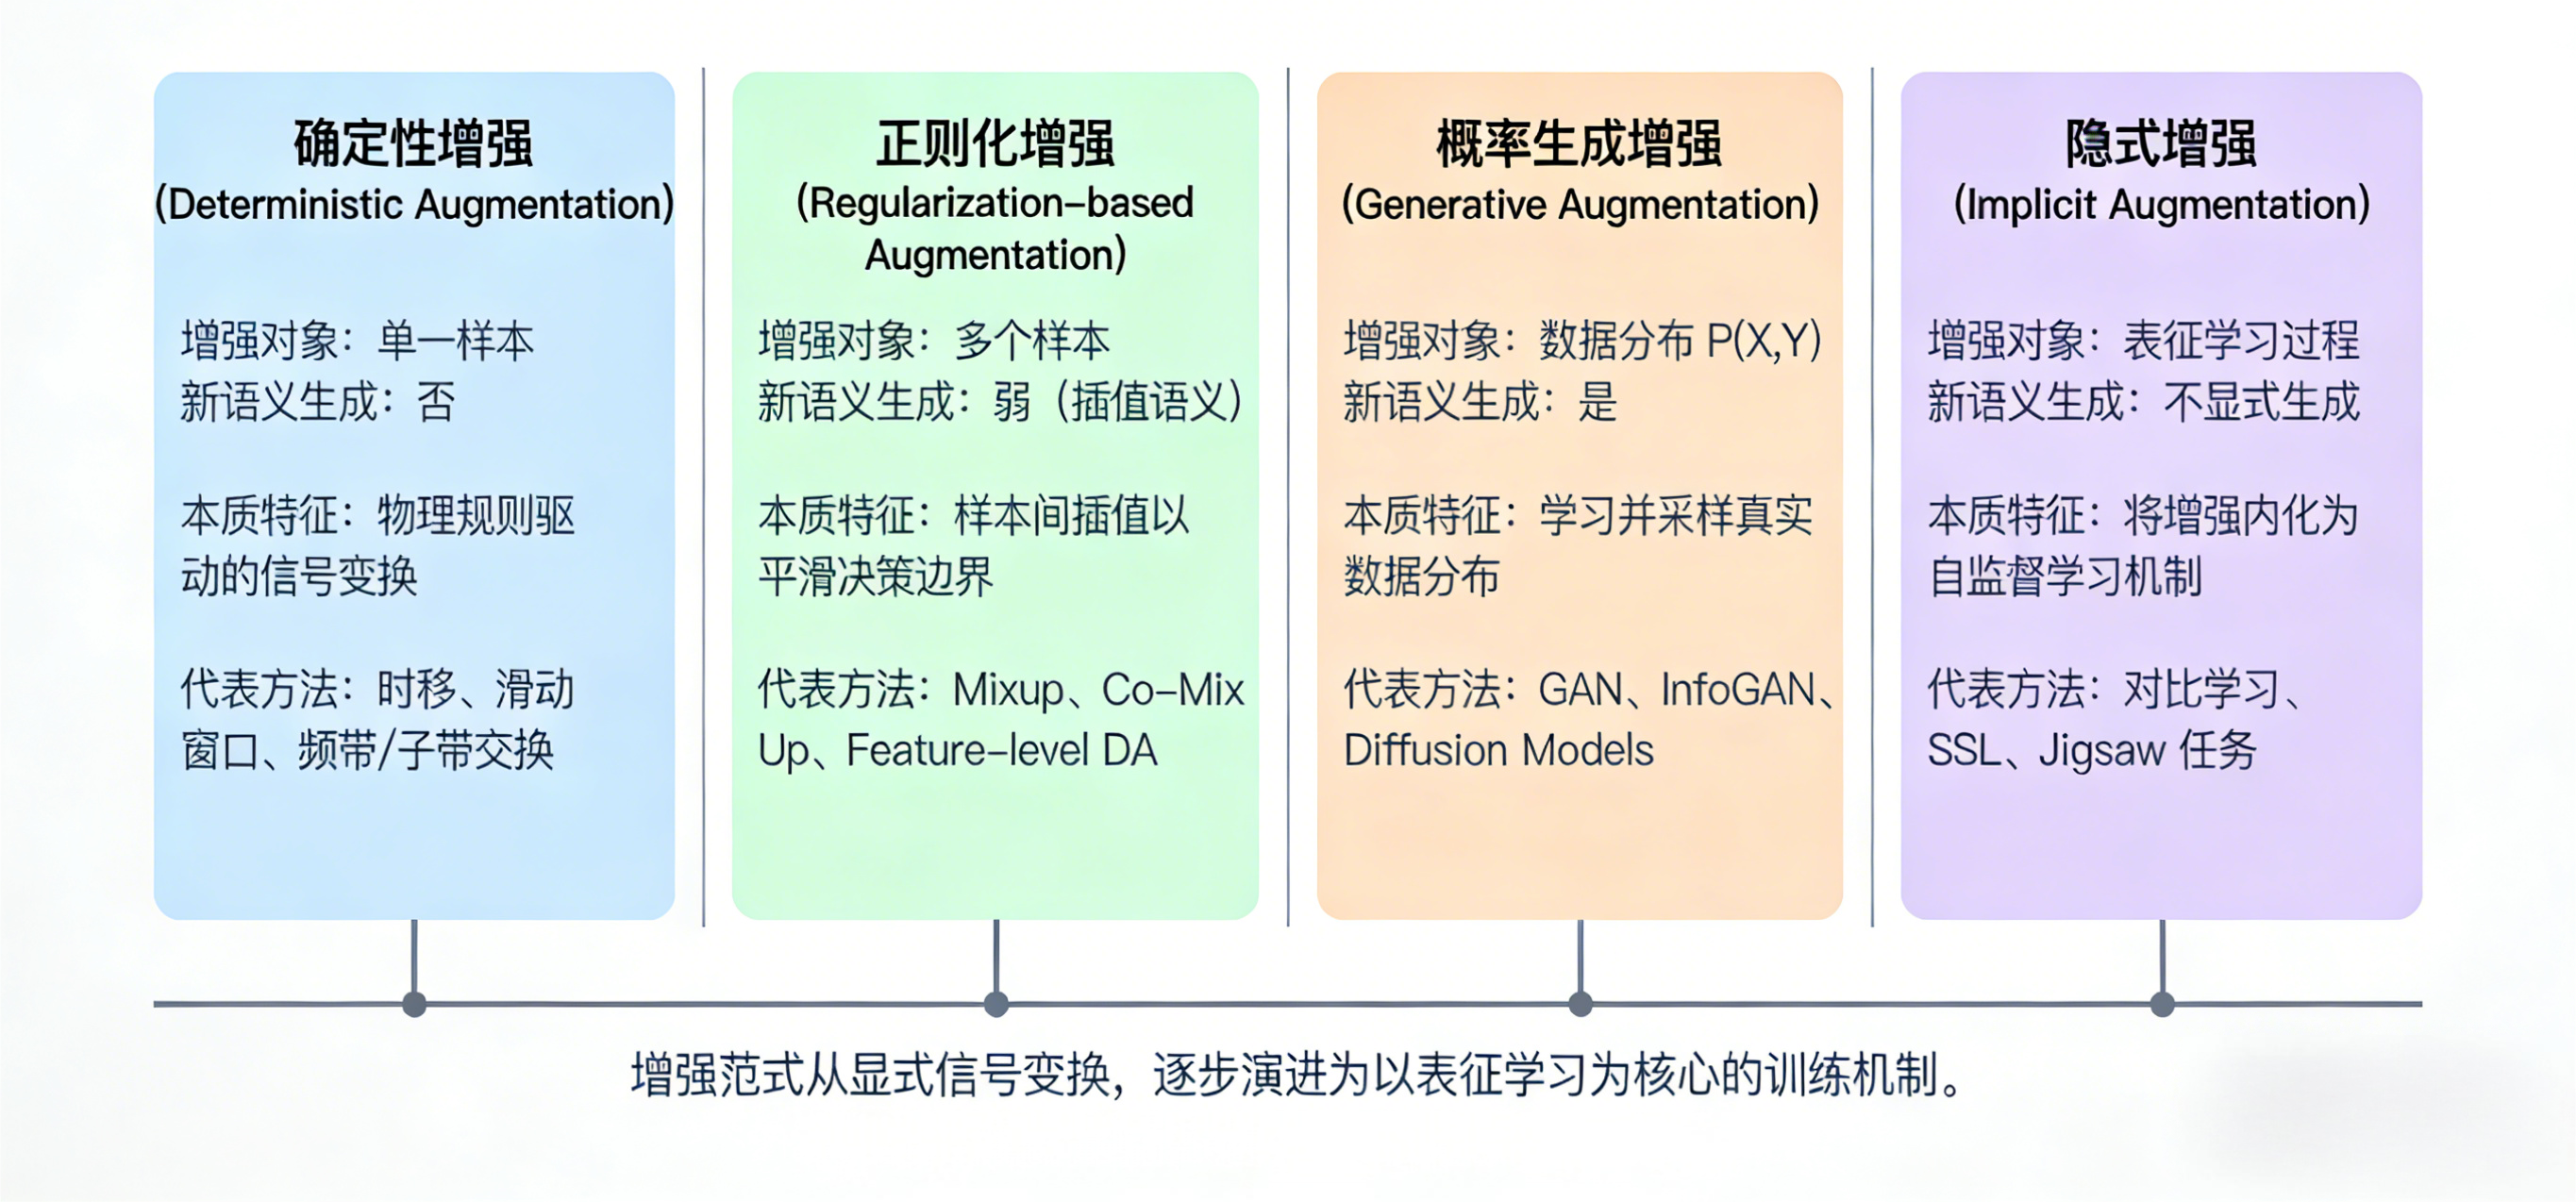 确定性增强
(Deterministic Augmentation)
增强对象：单一样本
新语义生成：否
本质特征：物理规则驱
动的信号变换
代表方法：时移、滑动
窗口、频带/子带交换
正则化增强
(Regularization-based
Augmentation)
增强对象：多个样本
新语义生成：弱（插值语义）
本质特征：样本间插值以
平滑决策边界
代表方法：Mixup、Co-Mix
Up、Feature-level DA
概率生成增强
(Generative Augmentation)
增强对象：数据分布 P(X,Y)
新语义生成：是
本质特征：学习并采样真实
数据分布
代表方法：GAN、InfoGAN、
Diffusion Models
隐式增强
(Implicit Augmentation)
增强对象：表征学习过程
新语义生成：不显式生成
本质特征：将增强内化为
自监督学习机制
代表方法：对比学习、
SSL、Jigsaw 任务
增强范式从显式信号变换，逐步演进为以表征学习为核心的训练机制。